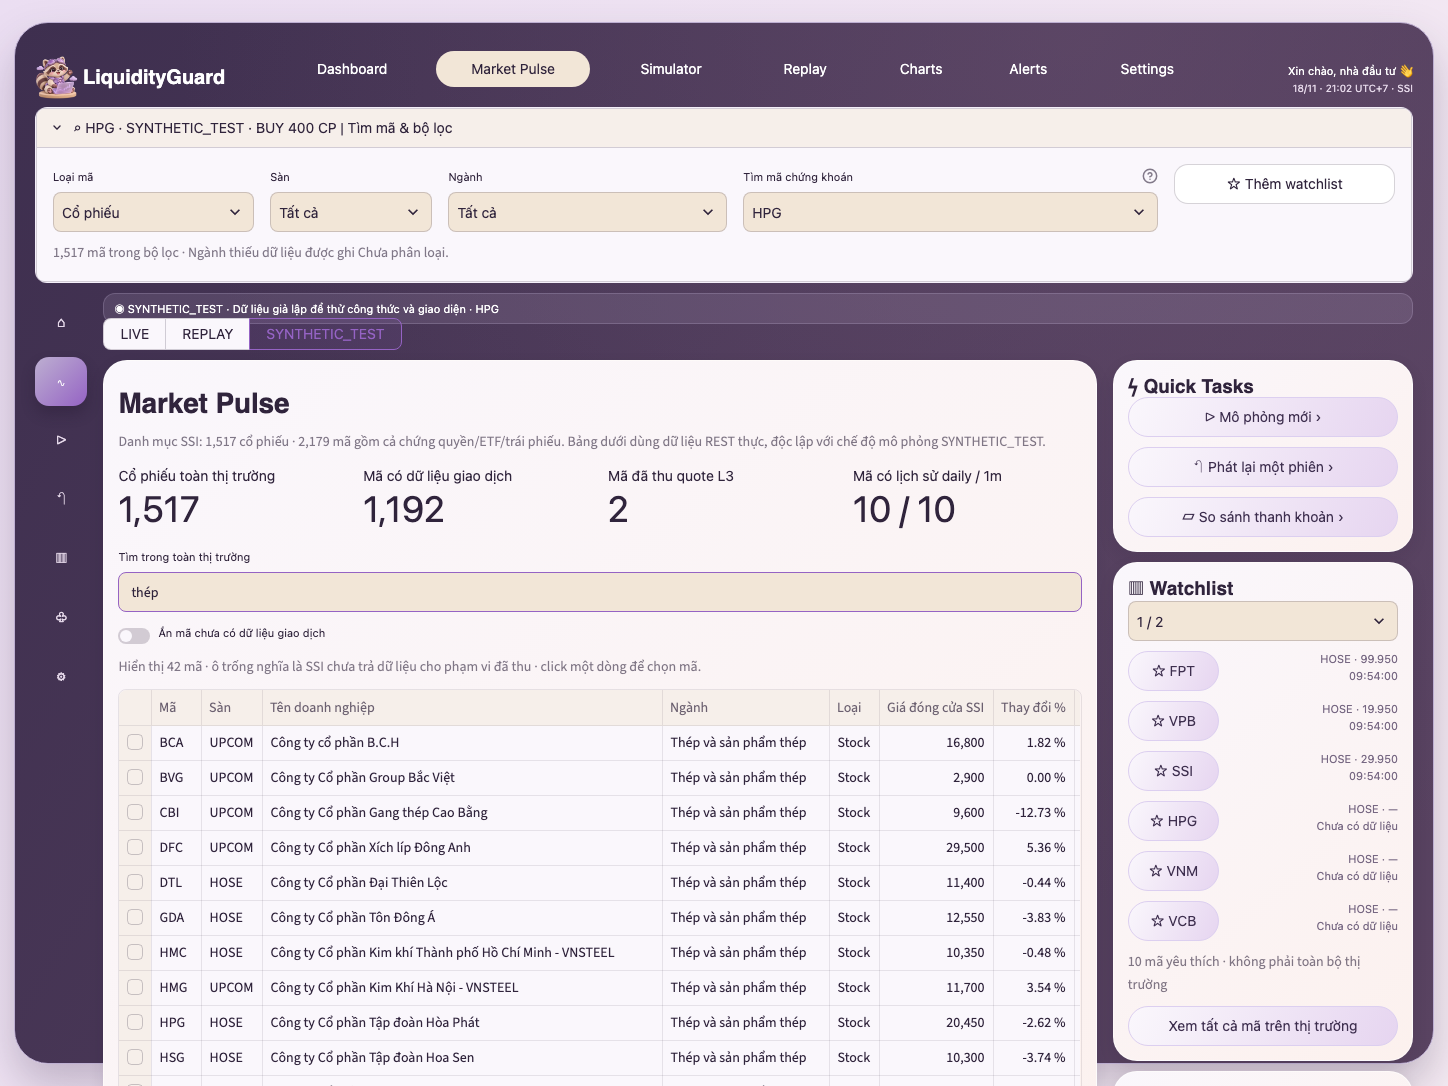 LiquidityGuard
Dashboard
Market Pulse
Simulator
Replay
Charts
Alerts
Settings
Xin chào, nhà đầu tư 👋
18/11 · 21:02 UTC+7 · SSI
HPG · SYNTHETIC_TEST · BUY 400 CP | Tìm mã & bộ lọc
Loại mã
Sàn
Ngành
Tìm mã chứng khoán
Cổ phiếu
Tất cả
Tất cả
HPG
☆ Thêm watchlist
1,517 mã trong bộ lọc · Ngành thiếu dữ liệu được ghi Chưa phân loại.
◉ SYNTHETIC_TEST · Dữ liệu giả lập để thử công thức và giao diện · HPG
LIVE
REPLAY
SYNTHETIC_TEST
Market Pulse
Danh mục SSI: 1,517 cổ phiếu · 2,179 mã gồm cả chứng quyền/ETF/trái phiếu. Bảng dưới dùng dữ liệu REST thực, độc lập với chế độ mô phỏng SYNTHETIC_TEST.
Cổ phiếu toàn thị trường
1,517
Mã có dữ liệu giao dịch
1,192
Mã đã thu quote L3
2
Mã có lịch sử daily / 1m
10 / 10
Tìm trong toàn thị trường
thép
Ẩn mã chưa có dữ liệu giao dịch
Hiển thị 42 mã · ô trống nghĩa là SSI chưa trả dữ liệu cho phạm vi đã thu · click một dòng để chọn mã.
Mã Sàn Tên doanh nghiệp Ngành Loại Giá đóng cửa SSI Thay đổi %
BCA UPCOM Công ty cổ phần B.C.H Thép và sản phẩm thép Stock 16,800 1.82 %
BVG UPCOM Công ty Cổ phần Group Bắc Việt Thép và sản phẩm thép Stock 2,900 0.00 %
CBI UPCOM Công ty Cổ phần Gang thép Cao Bằng Thép và sản phẩm thép Stock 9,600 -12.73 %
DFC UPCOM Công ty Cổ phần Xích líp Đông Anh Thép và sản phẩm thép Stock 29,500 5.36 %
DTL HOSE Công ty Cổ phần Đại Thiên Lộc Thép và sản phẩm thép Stock 11,400 -0.44 %
GDA HOSE Công ty Cổ phần Tôn Đông Á Thép và sản phẩm thép Stock 12,550 -3.83 %
HMC HOSE Công ty Cổ phần Kim khí Thành phố Hồ Chí Minh - VNSTEEL Thép và sản phẩm thép Stock 10,350 -0.48 %
HMG UPCOM Công ty Cổ phần Kim Khí Hà Nội - VNSTEEL Thép và sản phẩm thép Stock 11,700 3.54 %
HPG HOSE Công ty Cổ phần Tập đoàn Hòa Phát Thép và sản phẩm thép Stock 20,450 -2.62 %
HSG HOSE Công ty Cổ phần Tập đoàn Hoa Sen Thép và sản phẩm thép Stock 10,300 -3.74 %
Quick Tasks
Mô phỏng mới ›
Phát lại một phiên ›
So sánh thanh khoản ›
Watchlist
1 / 2
☆ FPT
HOSE · 99.950
09:54:00
☆ VPB
HOSE · 19.950
09:54:00
☆ SSI
HOSE · 29.950
09:54:00
☆ HPG
HOSE · —
Chưa có dữ liệu
☆ VNM
HOSE · —
Chưa có dữ liệu
☆ VCB
HOSE · —
Chưa có dữ liệu
10 mã yêu thích · không phải toàn bộ thị
trường
Xem tất cả mã trên thị trường